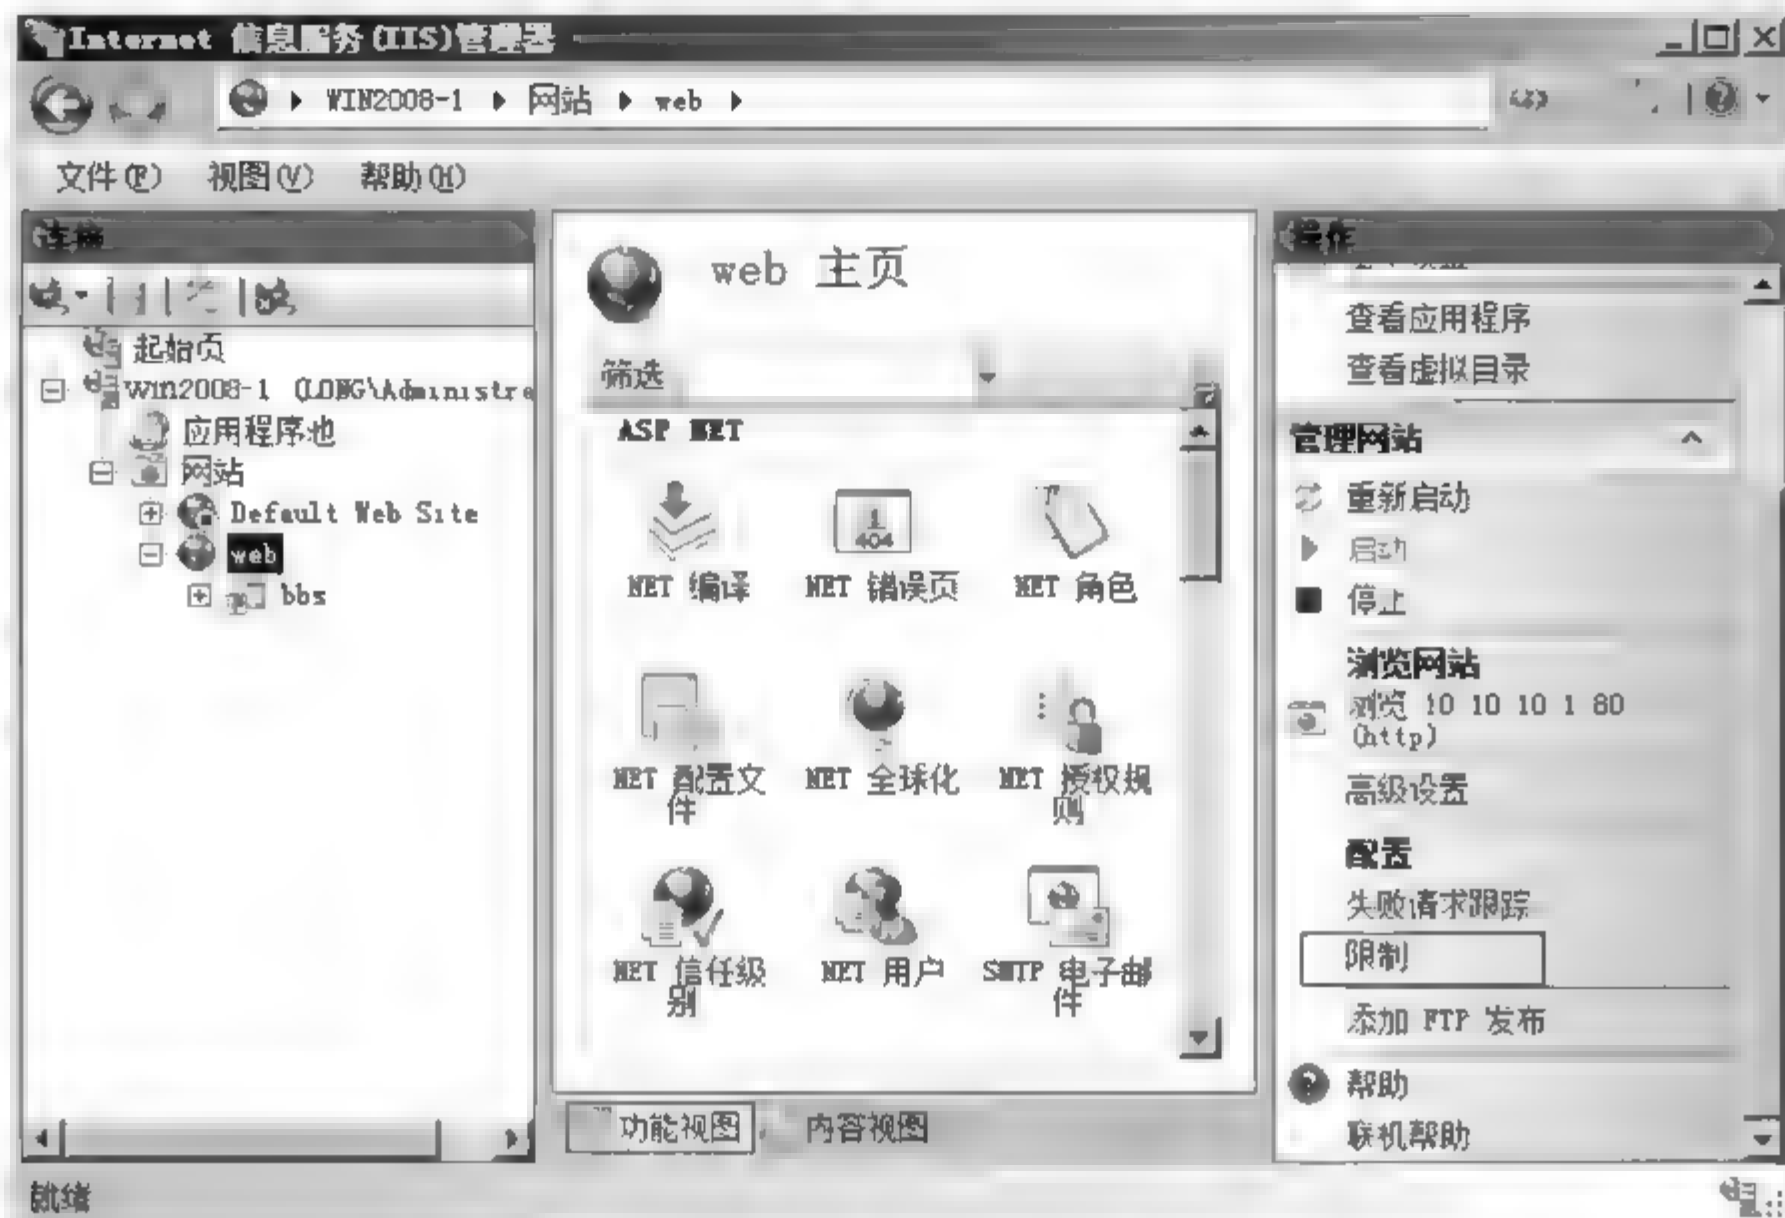 Internet 信息服务(IIS)管理器
WIN2008-1 网站 web
文件(F) 视图(V) 帮助(H)
连接
起始页
WIN2008-1 (LONG\Administra
应用程序池
网站
Default Web Site
web
bbs
web 主页
筛选
ASP NET
NET 编译
NET 错误页
NET 角色
NET 配置文
件
NET 全球化
NET 授权规
则
NET 信任级
别
NET 用户
SMTP 电子邮
件
功能视图
内容视图
操作
查看应用程序
查看虚拟目录
管理网站
重新启动
启动
停止
浏览网站
浏览 10 10 10 1 80
(http)
高级设置
配置
失败请求跟踪
限制
添加 FTP 发布
帮助
联机帮助
就绪